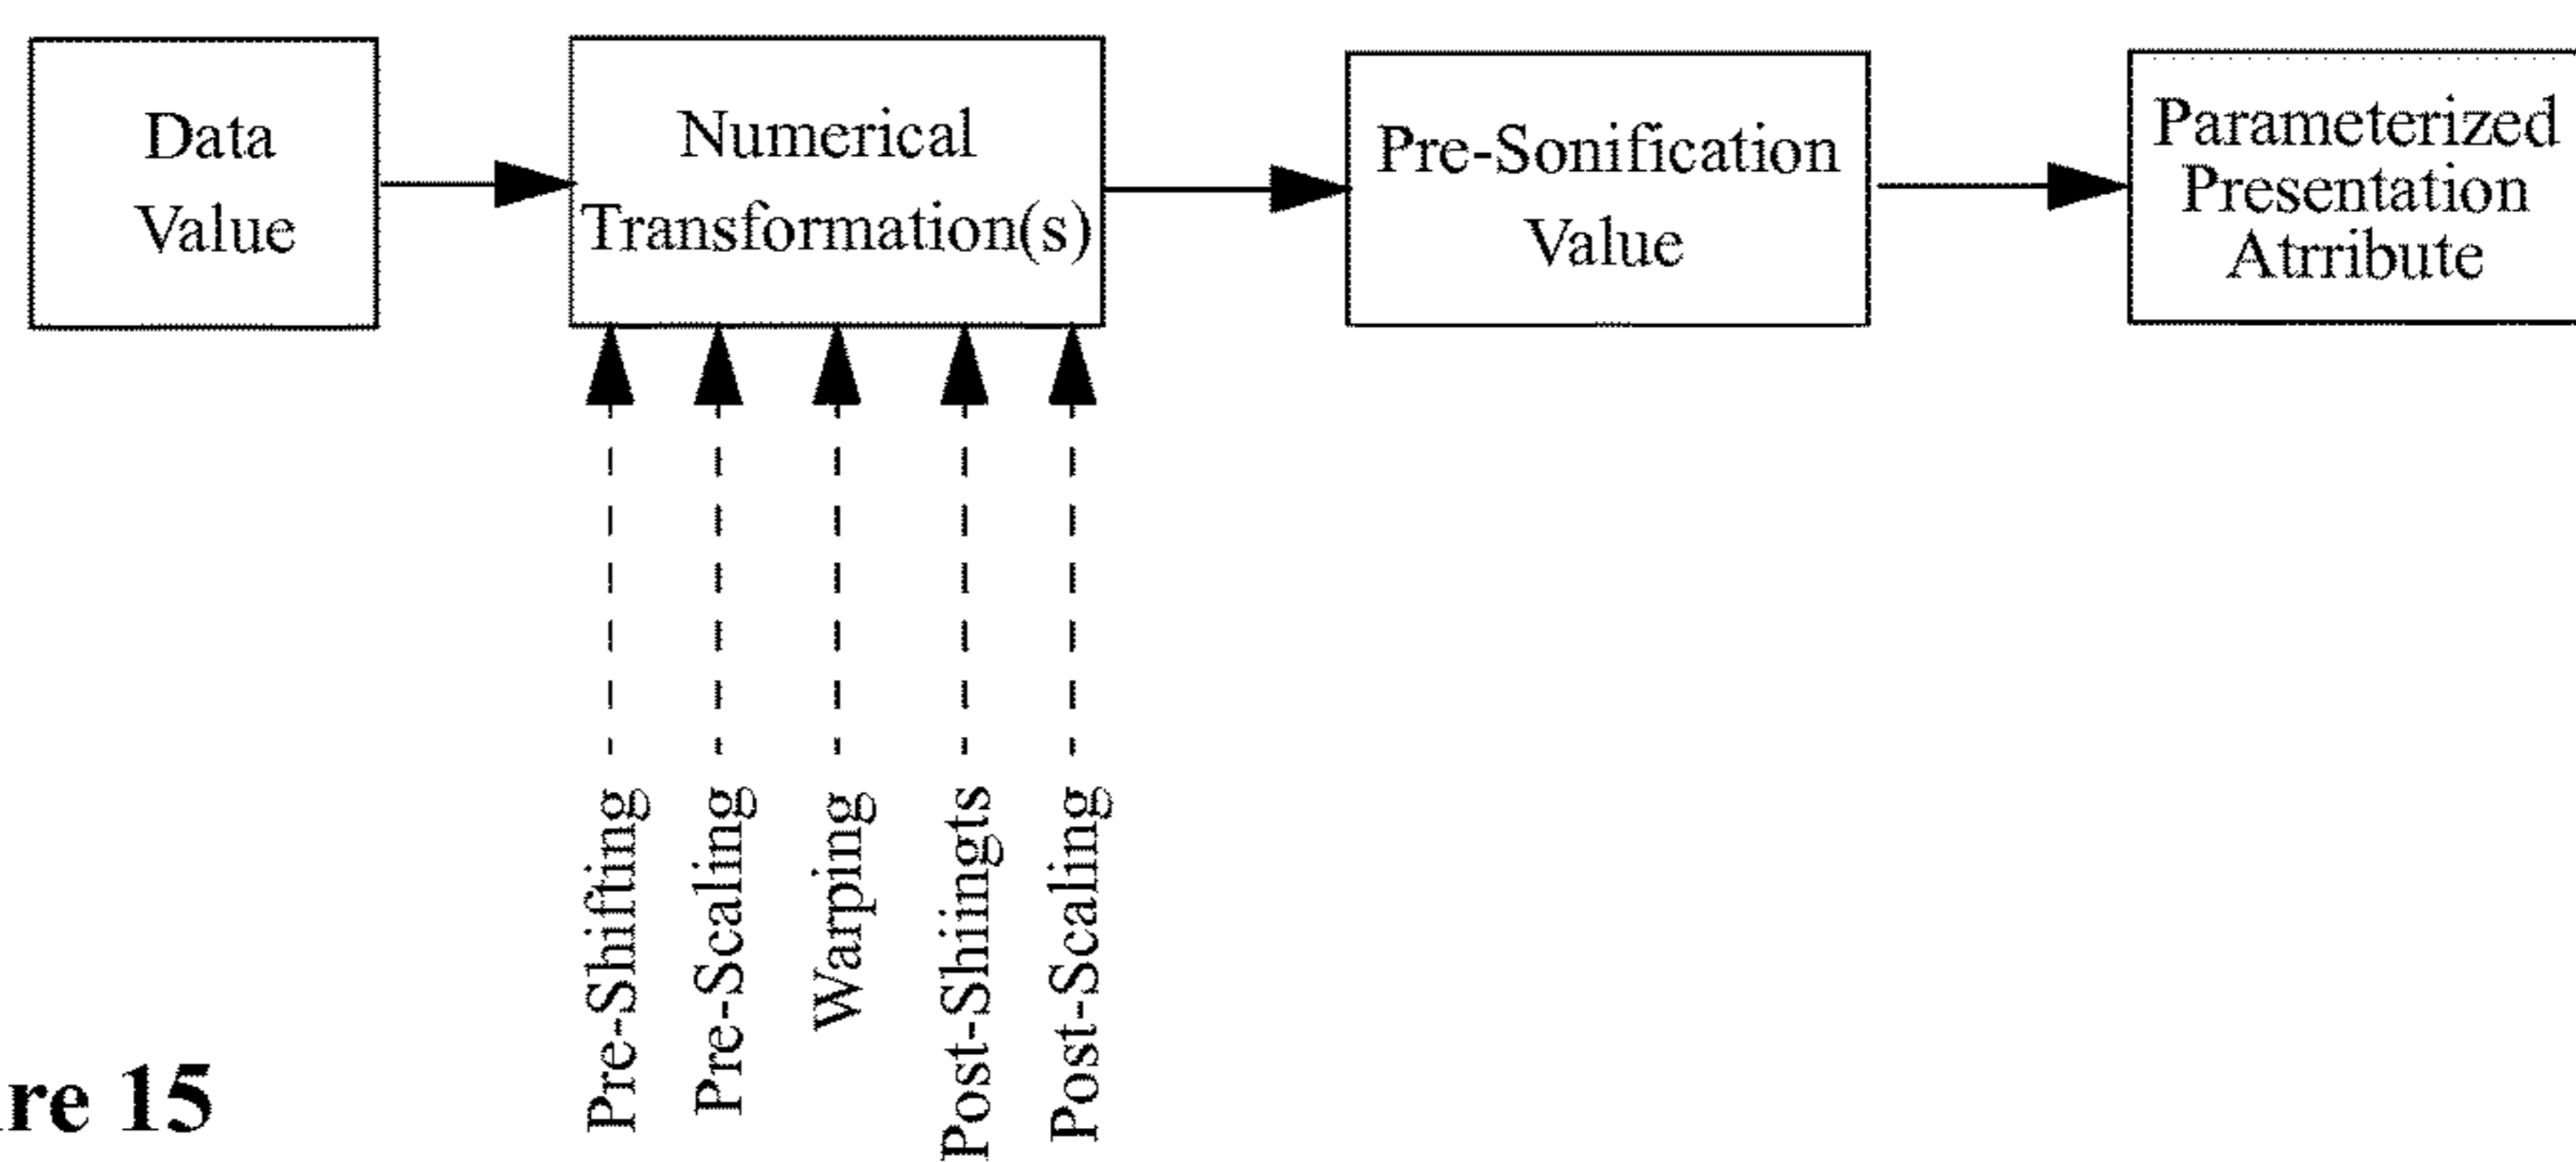 Data
Value
Numerical
Transformation(s)
Pre-Sonification
Value
Parameterized
Presentation
Atrribute
Pre-Shifting
Pre-Scaling
Warping
Post-Shiingts
Post-Scaling
re 15